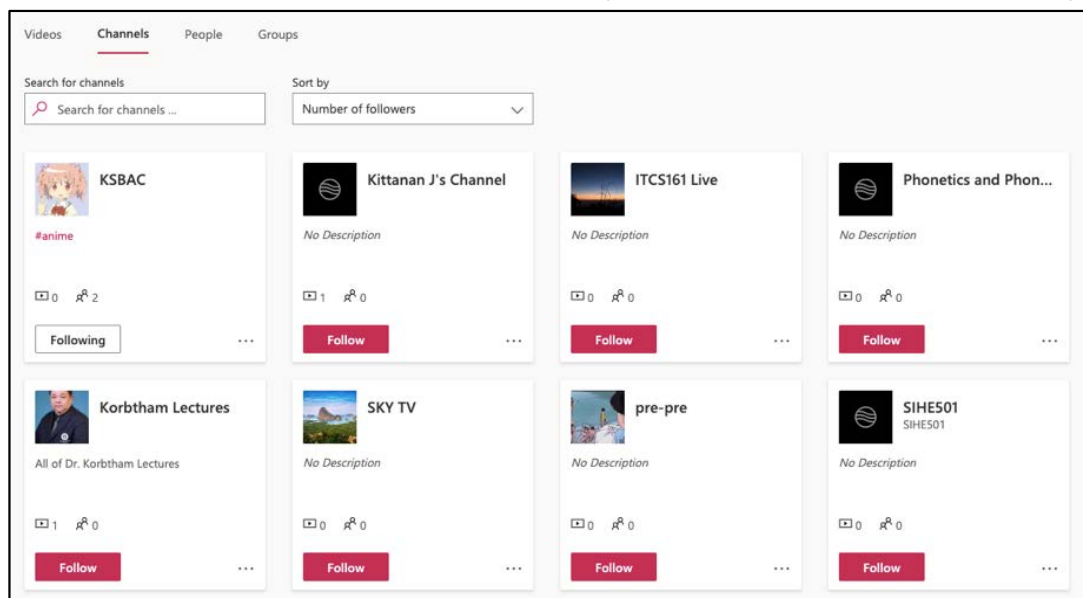 Videos Channels People Groups
Search for channels Sort by
Search for channels ... Number of followers
KSBAC Kittanan J's Channel ITCS161 Live Phonetics and Phon...
#anime No Description No Description No Description
0 2 1 0 0 0 0 0
Following ... Follow ... Follow ... Follow ...
Korbtham Lectures SKY TV pre-pre SIHE501
SIHE501
All of Dr. Korbtham Lectures No Description No Description No Description
1 0 0 0 0 0 0 0
Follow ... Follow ... Follow ... Follow ...